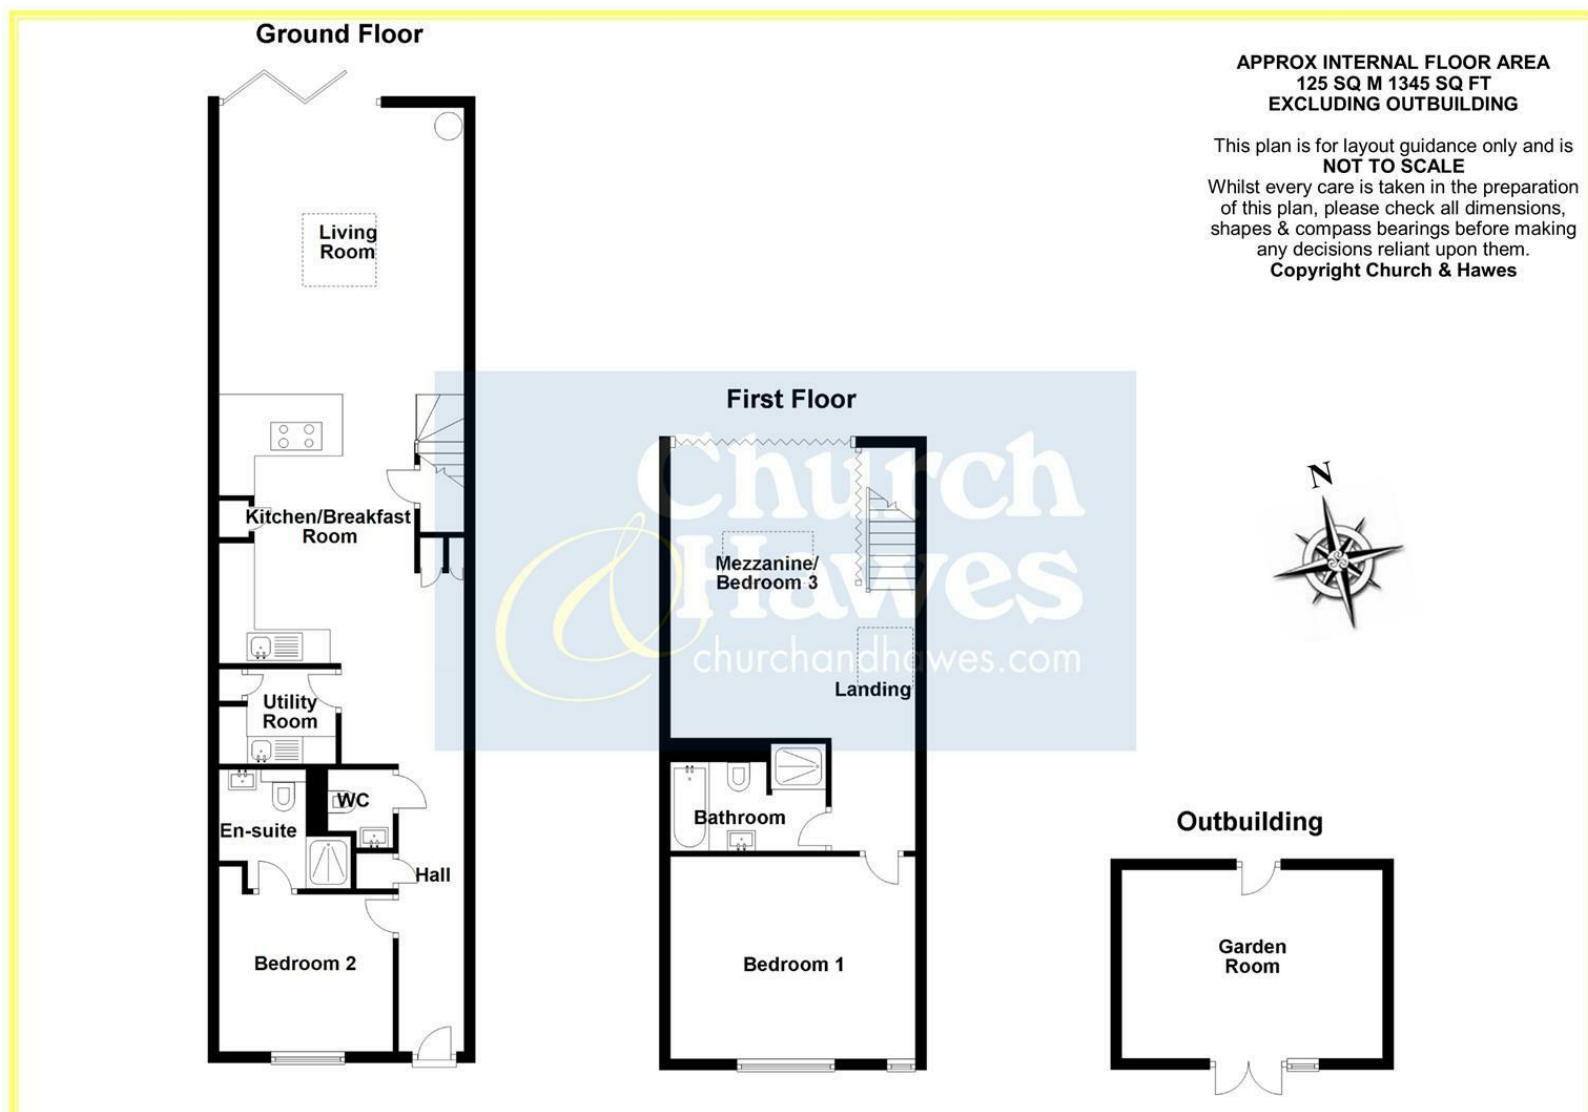 Ground Floor
APPROX INTERNAL FLOOR AREA
125 SQ M 1345 SQ FT
EXCLUDING OUTBUILDING
This plan is for layout guidance only and is
NOT TO SCALE
Whilst every care is taken in the preparation
of this plan, please check all dimensions,
shapes & compass bearings before making
any decisions reliant upon them.
Copyright Church & Hawes
Living
Room
Kitchen/Breakfast
Room
Utility
Room
WC
En-suite
Hall
Bedroom 2
First Floor
Church
& Hawes
churchandhawes.com
Mezzanine/
Bedroom 3
Landing
Bathroom
Bedroom 1
N
Outbuilding
Garden
Room